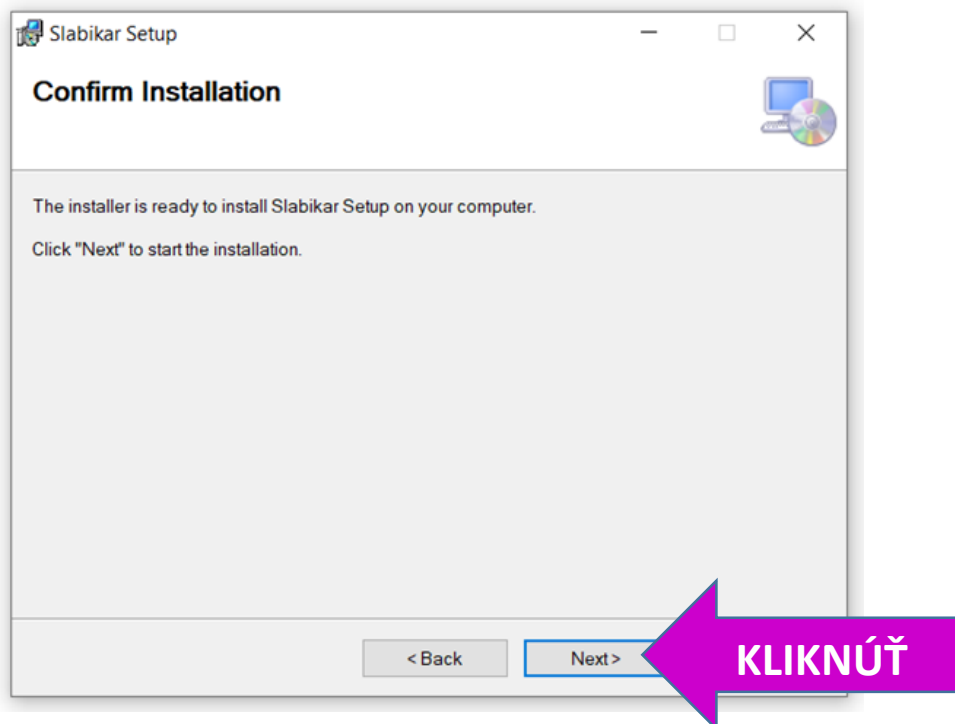 Slabikar Setup
Confirm Installation
The installer is ready to install Slabikar Setup on your computer.
Click "Next" to start the installation.
< Back
Next >
KLIKNÚŤ